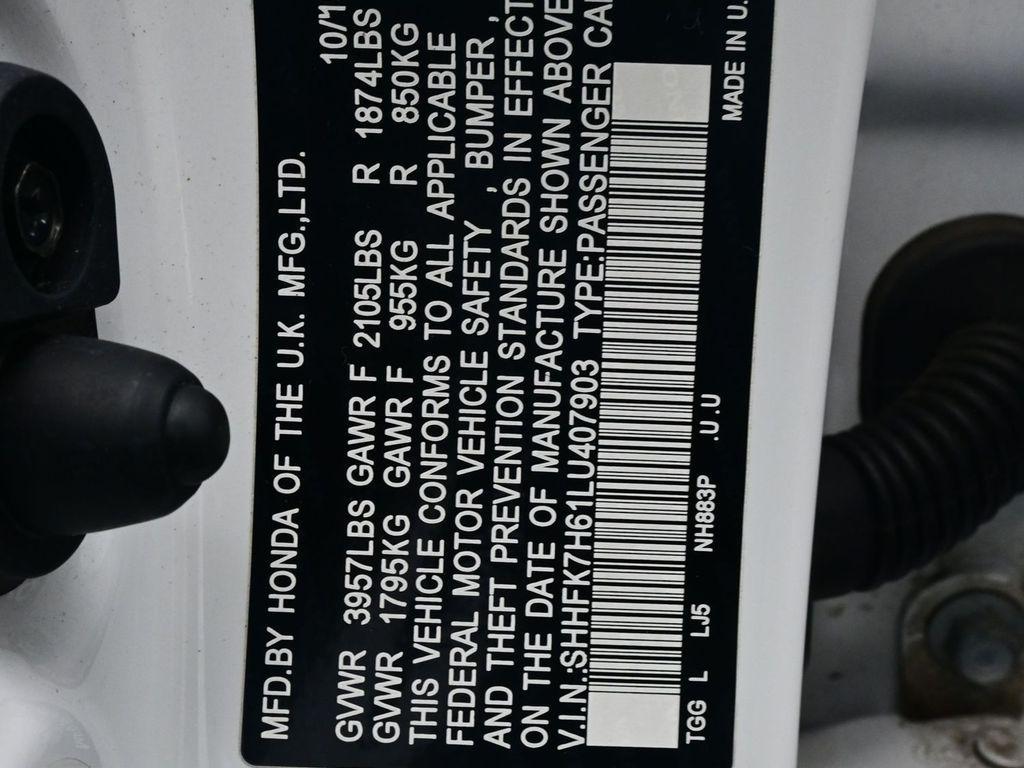 MFD.BY HONDA OF THE U.K. MFG.,LTD. 10/1
GVWR 3957LBS GAWR F 2105LBS R 1874LBS
GVWR 1795KG GAWR F 955KG R 850KG
THIS VEHICLE CONFORMS TO ALL APPLICABLE
FEDERAL MOTOR VEHICLE SAFETY , BUMPER ,
AND THEFT PREVENTION STANDARDS IN EFFECT
ON THE DATE OF MANUFACTURE SHOWN ABOVE
V.I.N.:SHHFK7H61LU407903 TYPE:PASSENGER CAR
TGG L LJ5 NH883P .U.U MADE IN U.